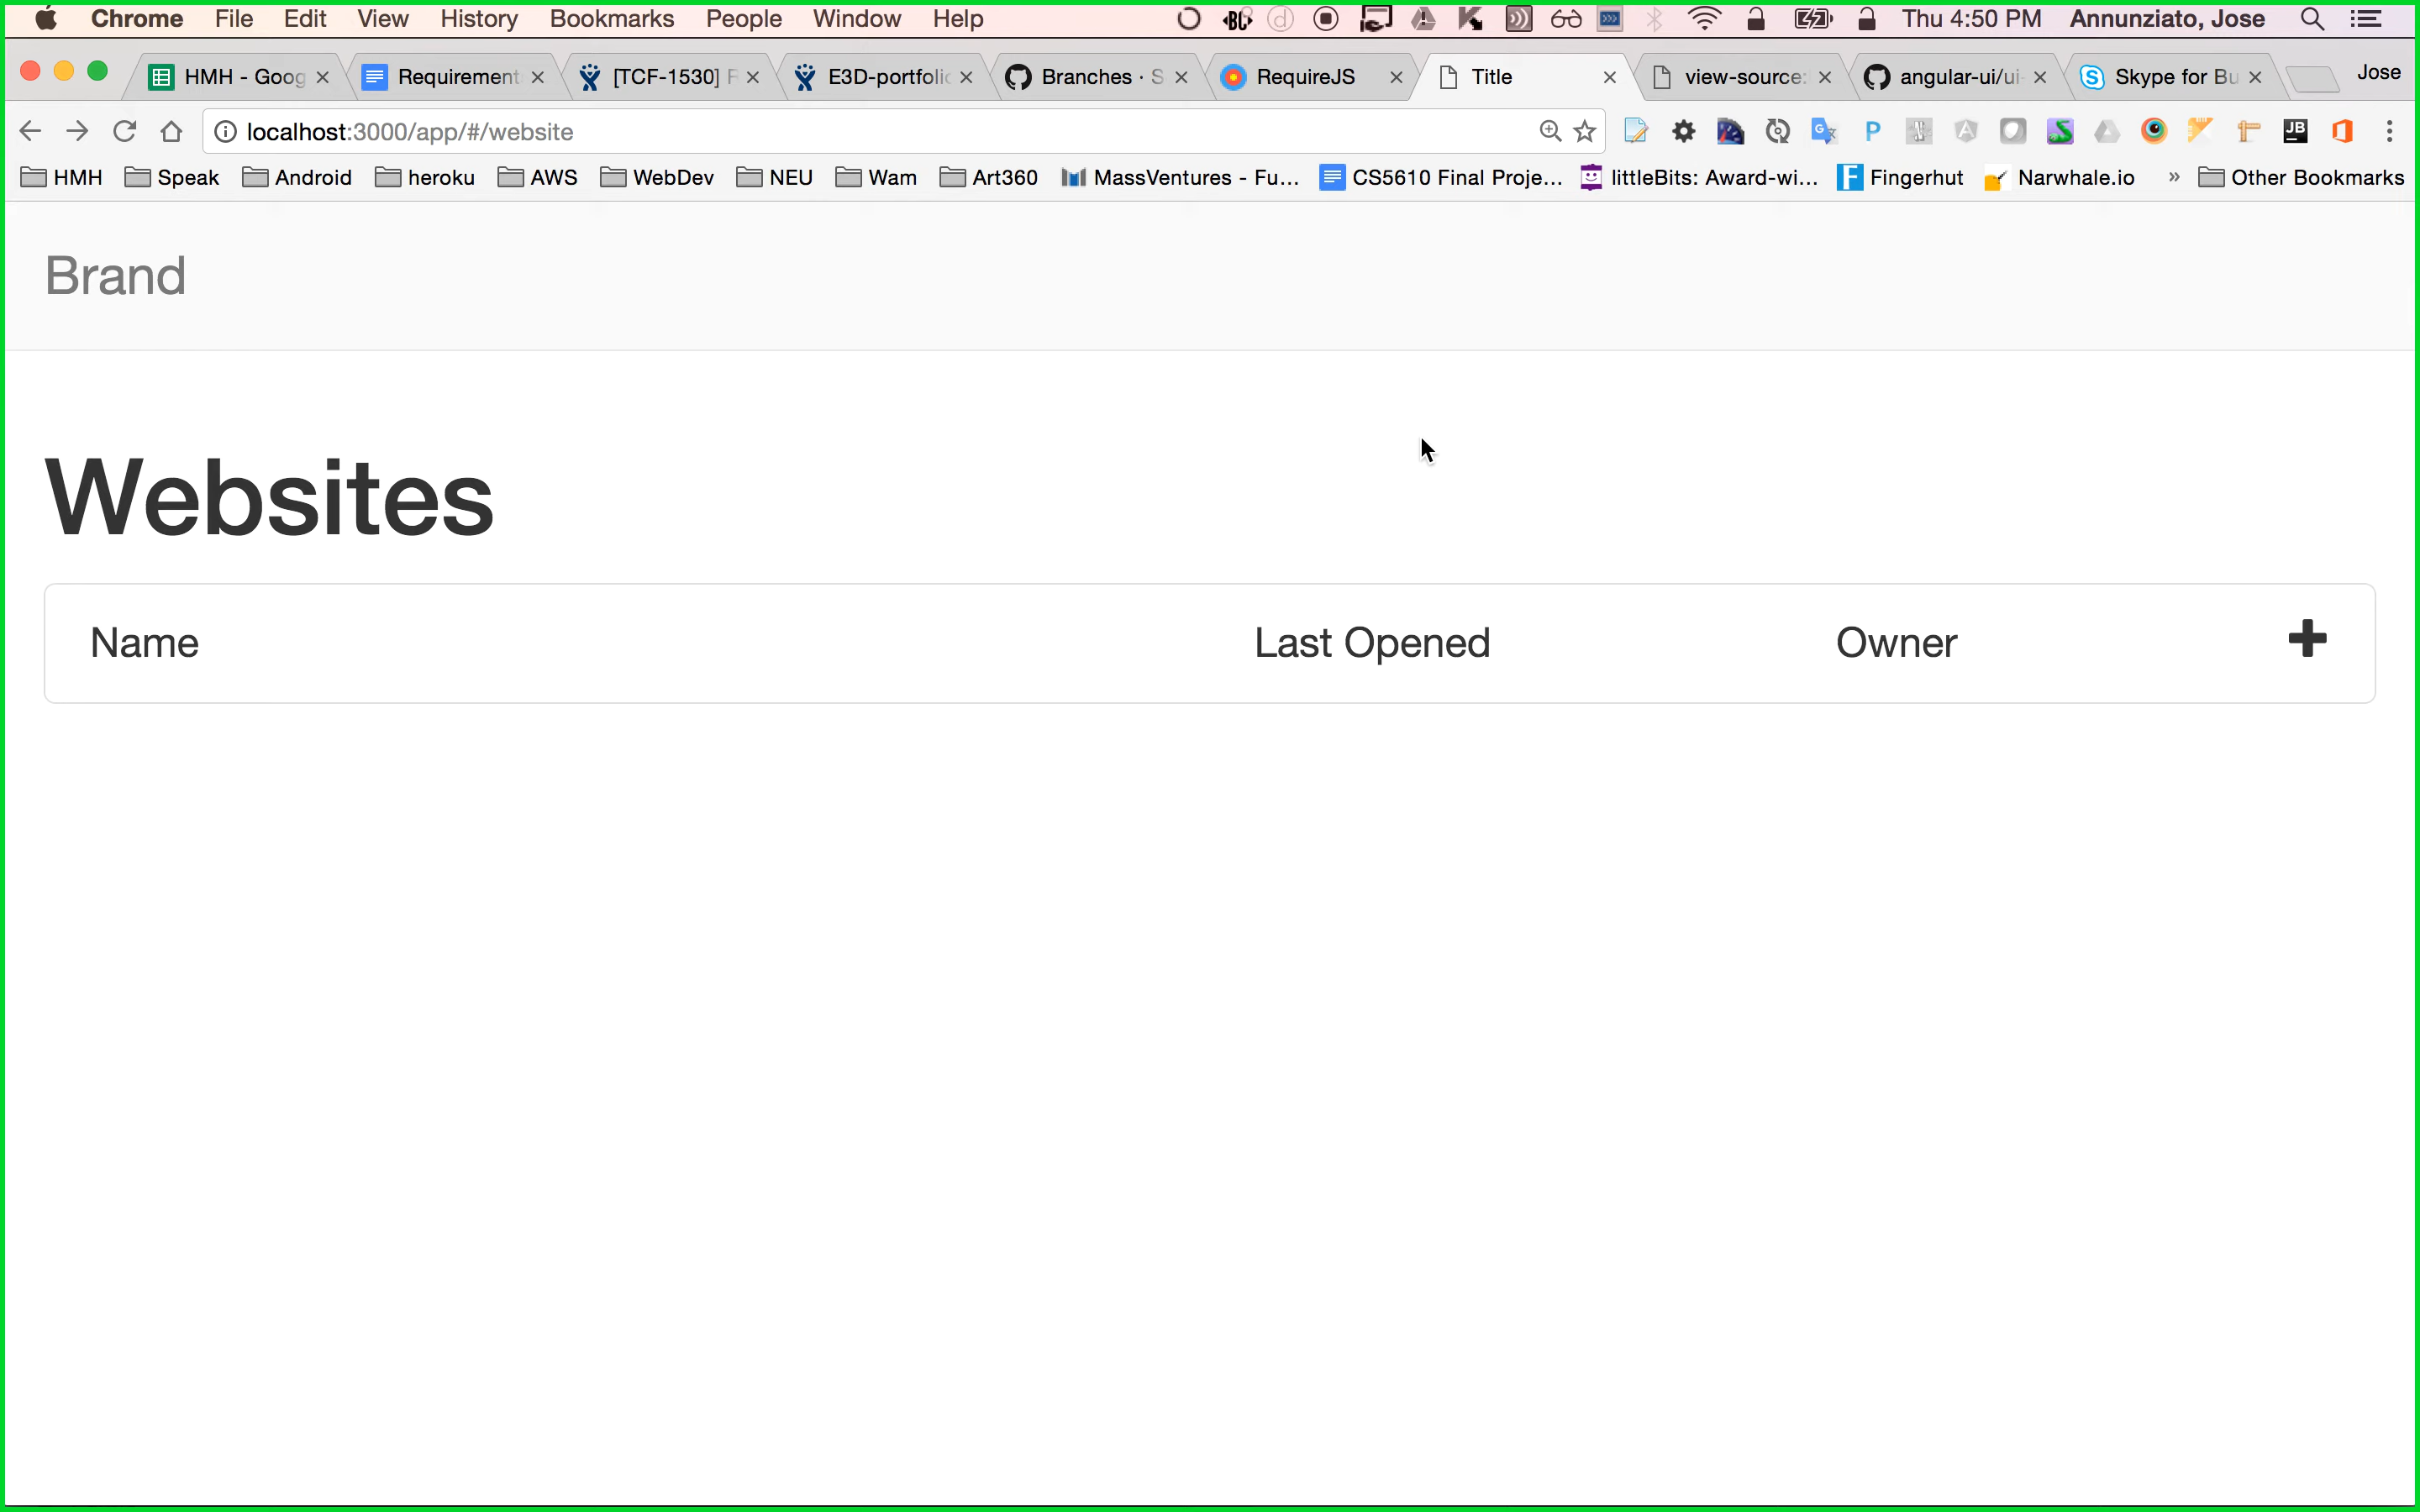 Chrome File Edit View History Bookmarks People Window Help Thu 4:50 PM Annunziato, Jose
HMH - Goog Requirement [TCF-1530] F E3D-portfolio Branches · S RequireJS Title view-source: angular-ui/ui- Skype for Bu Jose
localhost:3000/app/#/website
HMH Speak Android heroku AWS WebDev NEU Wam Art360 MassVentures - Fu... CS5610 Final Proje... littleBits: Award-wi... Fingerhut Narwhale.io » Other Bookmarks
Brand
Websites
Name Last Opened Owner